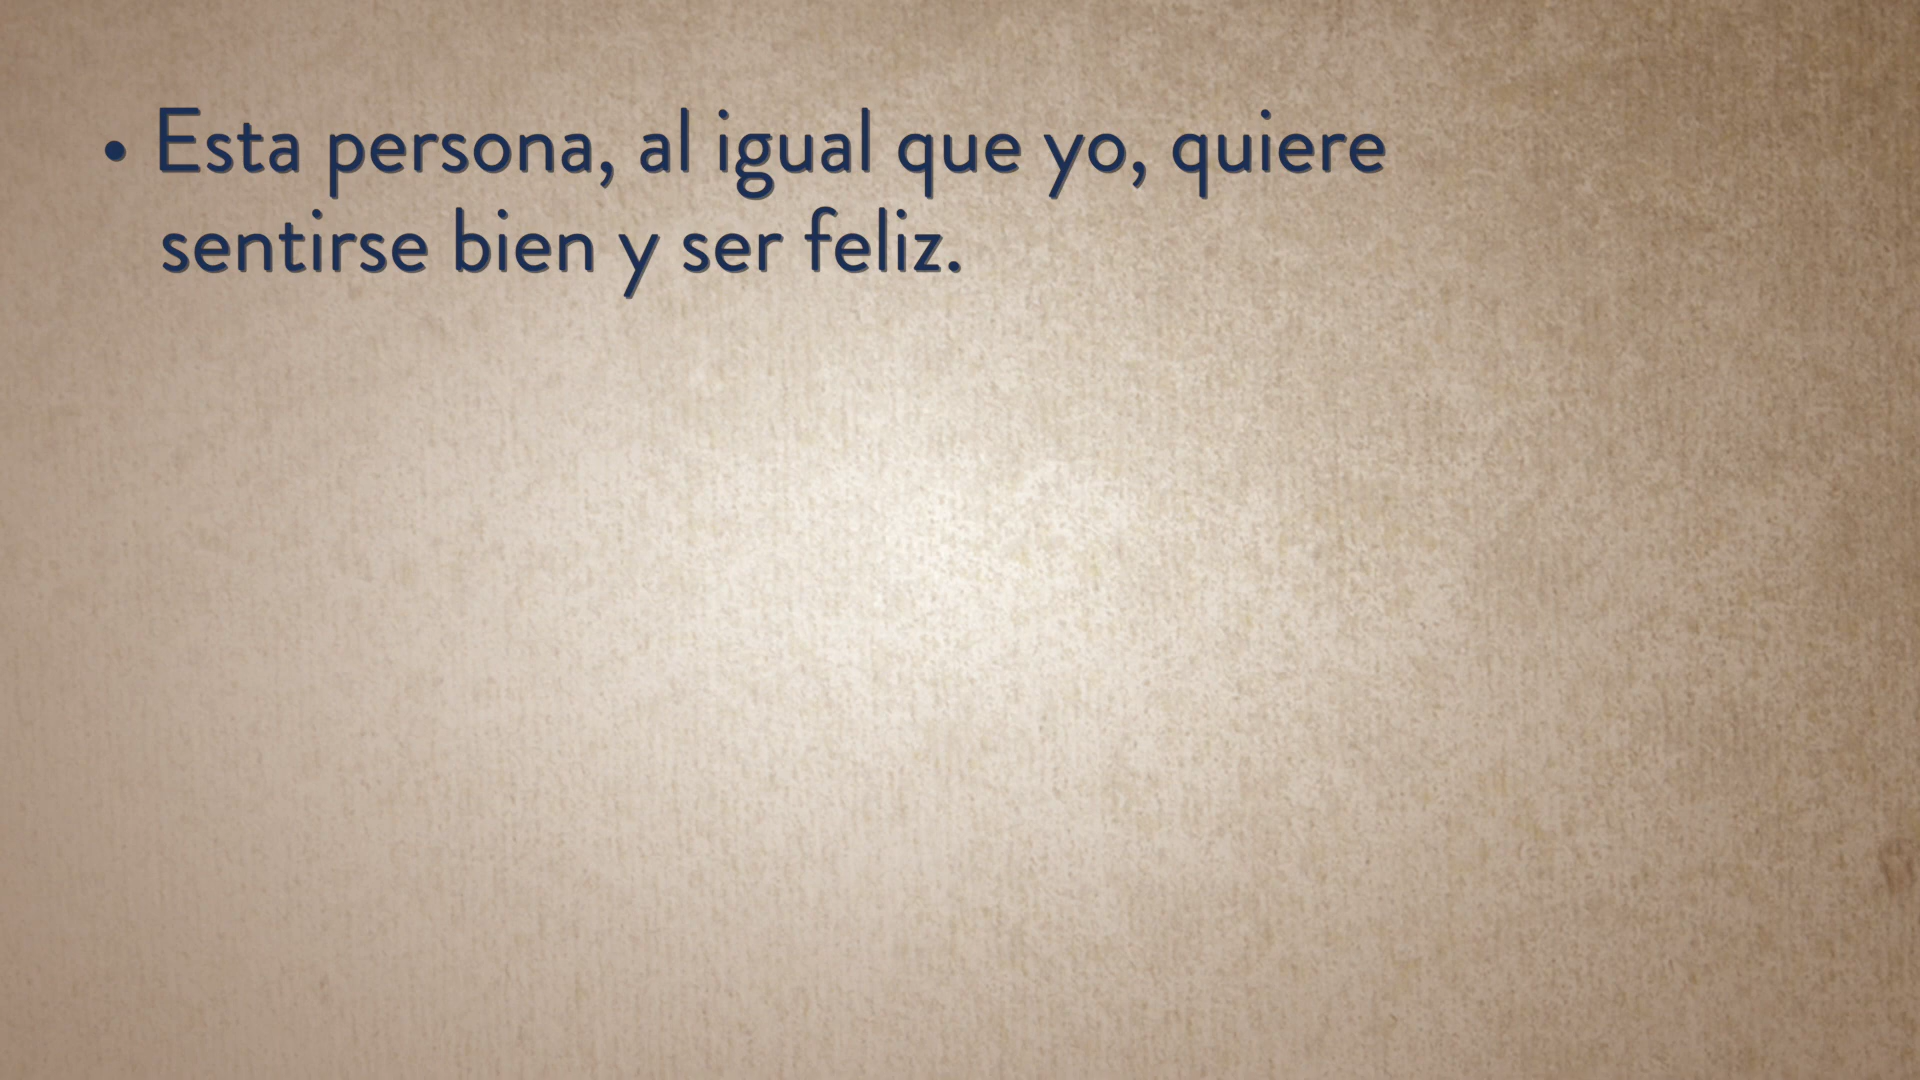 • Esta persona, al igual que yo, quiere
sentirse bien y ser feliz.